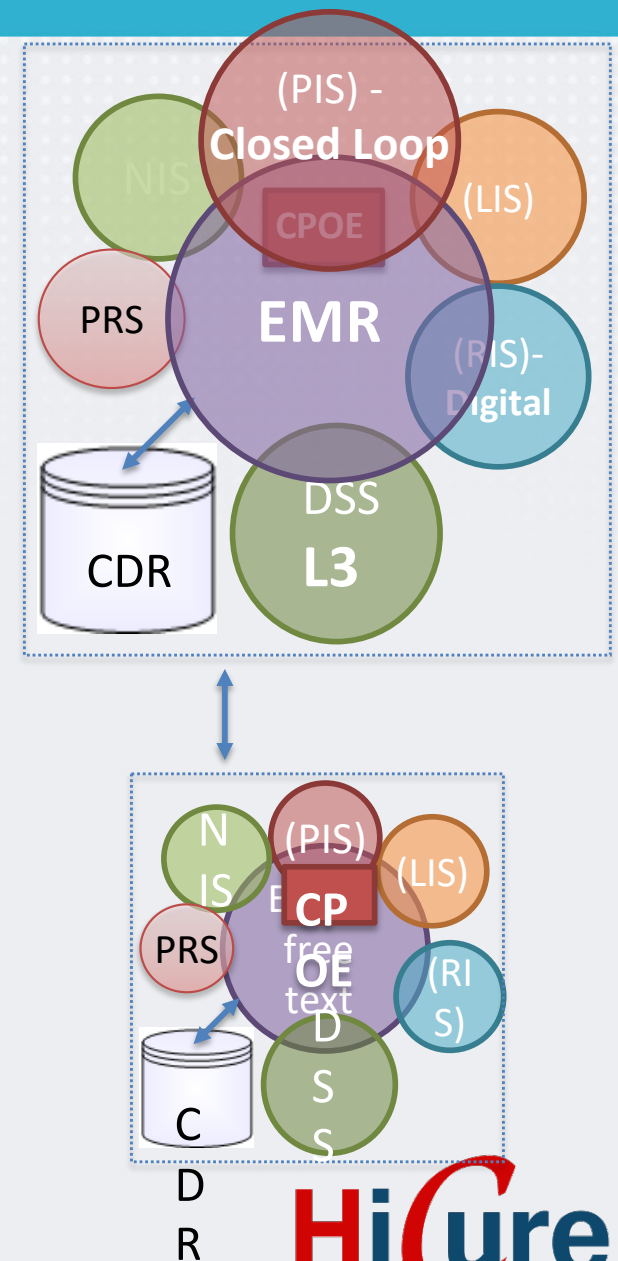 (PIS) -
Closed Loop
NIS
(LIS)
CPOE
PRS
EMR
(RIS)-
Digital
DSS
L3
CDR
N
IS
(PIS)
(LIS)
CP
OE
PRS
free
text
(RI
S)
D
S
S
C
D
R
HiCure